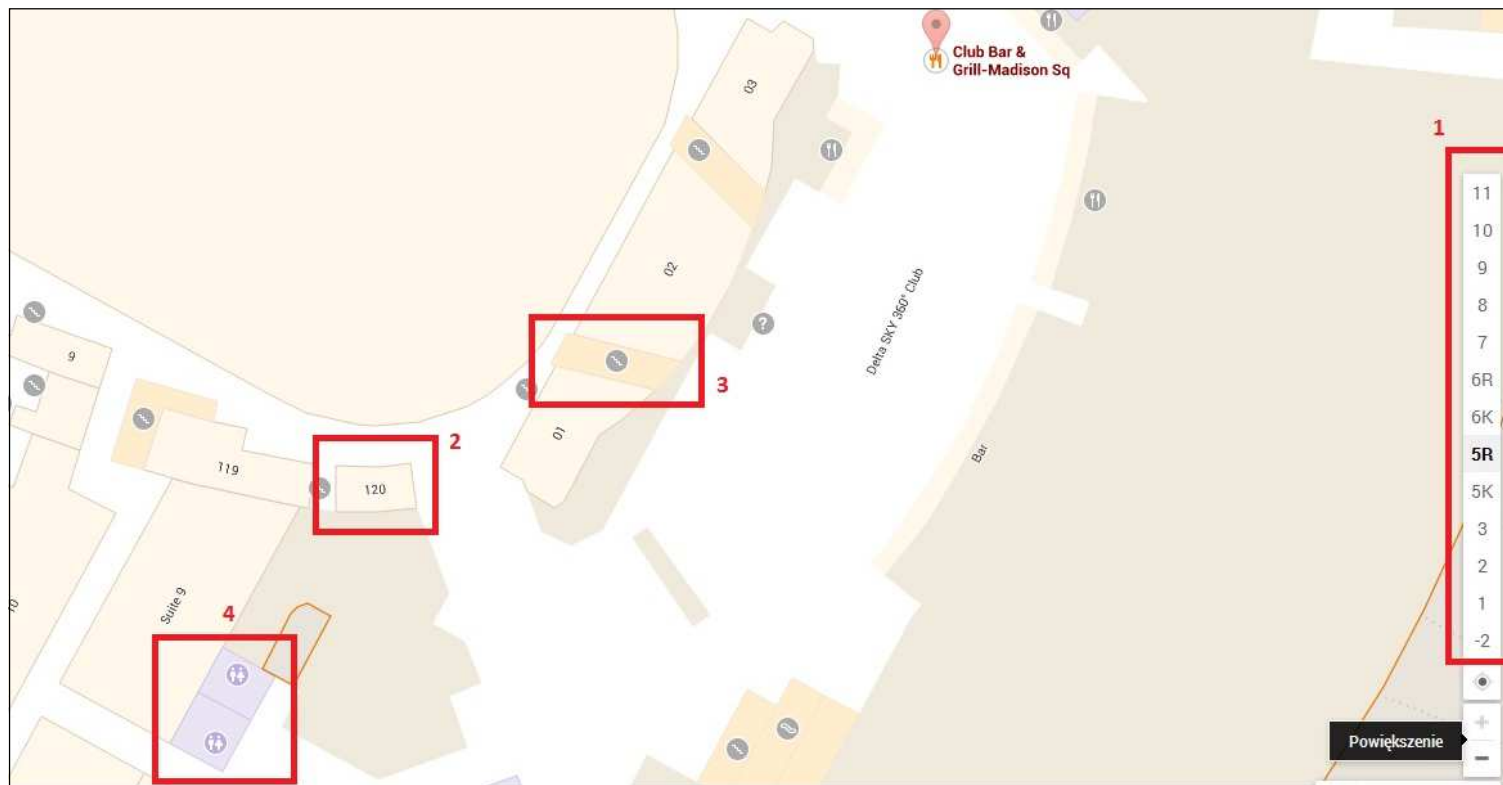 Club Bar &
Grill-Madison Sq
03
1
11
10
9
8
7
6R
6K
5R
5K
3
2
1
-2
02
Delta SKY 360° Club
?
3
9
01
2
119
120
Bar
Suite 9
10
4
Powiększenie
+
-